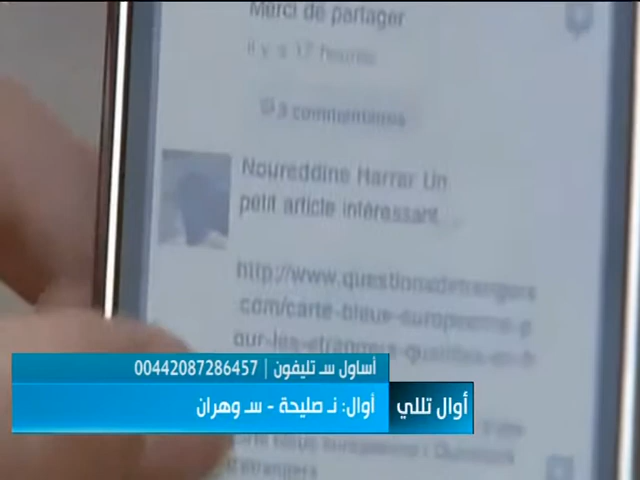 Merci de partager
il y a 17 heures
3 commentaires
Noureddine Harrar Un
petit article intéressant...
http://www.questionsdetrangers
com/carte-bleue-europeenne-p
our-les-etrangers-qualifies-en-fr
أساول سـ تليفون | 00442087286457
أوال تللي
أوال: نـ صليحة - سـ وهران